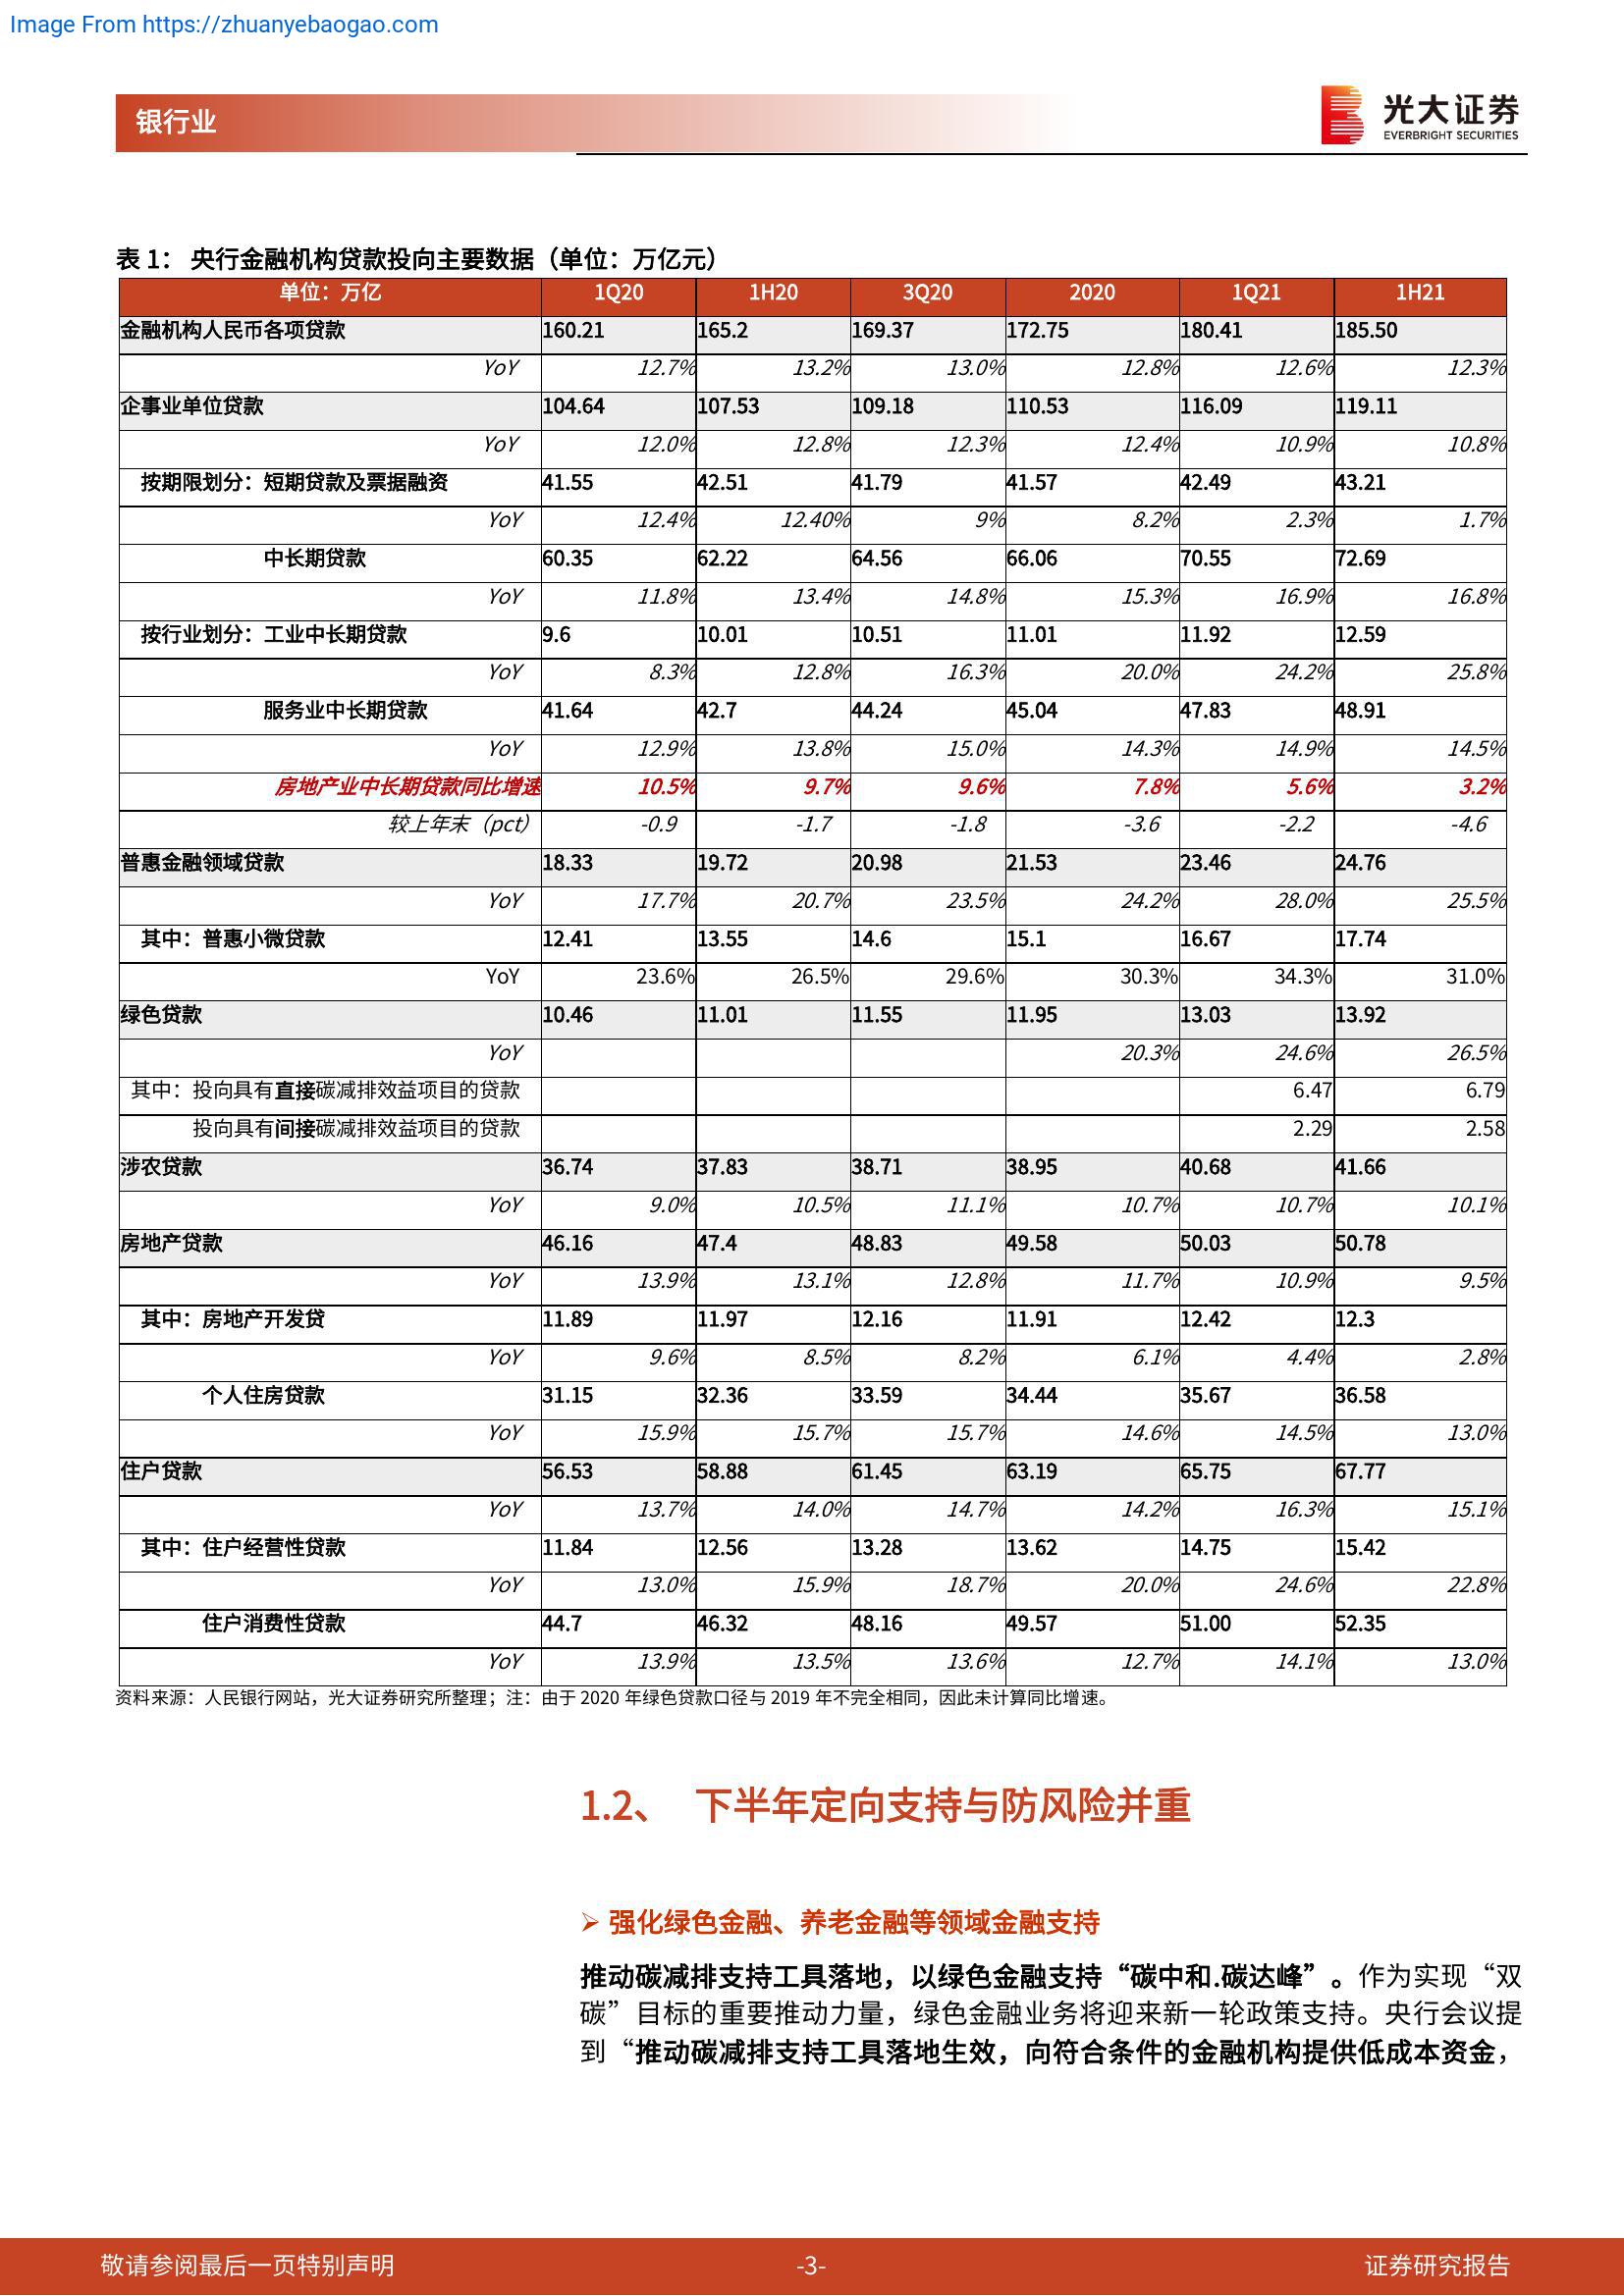 Image From https://zhuanyebaogao.com
银行业
光大证券
EVERBRIGHT SECURITIES
表 1： 央行金融机构贷款投向主要数据（单位：万亿元）
单位：万亿 1Q20 1H20 3Q20 2020 1Q21 1H21
金融机构人民币各项贷款 160.21 165.2 169.37 172.75 180.41 185.50
YoY 12.7% 13.2% 13.0% 12.8% 12.6% 12.3%
企事业单位贷款 104.64 107.53 109.18 110.53 116.09 119.11
YoY 12.0% 12.8% 12.3% 12.4% 10.9% 10.8%
按期限划分：短期贷款及票据融资 41.55 42.51 41.79 41.57 42.49 43.21
YoY 12.4% 12.40% 9% 8.2% 2.3% 1.7%
中长期贷款 60.35 62.22 64.56 66.06 70.55 72.69
YoY 11.8% 13.4% 14.8% 15.3% 16.9% 16.8%
按行业划分：工业中长期贷款 9.6 10.01 10.51 11.01 11.92 12.59
YoY 8.3% 12.8% 16.3% 20.0% 24.2% 25.8%
服务业中长期贷款 41.64 42.7 44.24 45.04 47.83 48.91
YoY 12.9% 13.8% 15.0% 14.3% 14.9% 14.5%
房地产业中长期贷款同比增速 10.5% 9.7% 9.6% 7.8% 5.6% 3.2%
较上年末（pct） -0.9 -1.7 -1.8 -3.6 -2.2 -4.6
普惠金融领域贷款 18.33 19.72 20.98 21.53 23.46 24.76
YoY 17.7% 20.7% 23.5% 24.2% 28.0% 25.5%
其中：普惠小微贷款 12.41 13.55 14.6 15.1 16.67 17.74
YoY 23.6% 26.5% 29.6% 30.3% 34.3% 31.0%
绿色贷款 10.46 11.01 11.55 11.95 13.03 13.92
YoY 20.3% 24.6% 26.5%
其中：投向具有直接碳减排效益项目的贷款 6.47 6.79
投向具有间接碳减排效益项目的贷款 2.29 2.58
涉农贷款 36.74 37.83 38.71 38.95 40.68 41.66
YoY 9.0% 10.5% 11.1% 10.7% 10.7% 10.1%
房地产贷款 46.16 47.4 48.83 49.58 50.03 50.78
YoY 13.9% 13.1% 12.8% 11.7% 10.9% 9.5%
其中：房地产开发贷 11.89 11.97 12.16 11.91 12.42 12.3
YoY 9.6% 8.5% 8.2% 6.1% 4.4% 2.8%
个人住房贷款 31.15 32.36 33.59 34.44 35.67 36.58
YoY 15.9% 15.7% 15.7% 14.6% 14.5% 13.0%
住户贷款 56.53 58.88 61.45 63.19 65.75 67.77
YoY 13.7% 14.0% 14.7% 14.2% 16.3% 15.1%
其中：住户经营性贷款 11.84 12.56 13.28 13.62 14.75 15.42
YoY 13.0% 15.9% 18.7% 20.0% 24.6% 22.8%
住户消费性贷款 44.7 46.32 48.16 49.57 51.00 52.35
YoY 13.9% 13.5% 13.6% 12.7% 14.1% 13.0%
资料来源：人民银行网站，光大证券研究所整理；注：由于 2020 年绿色贷款口径与 2019 年不完全相同，因此未计算同比增速。
1.2、 下半年定向支持与防风险并重
➢ 强化绿色金融、养老金融等领域金融支持
推动碳减排支持工具落地，以绿色金融支持“碳中和.碳达峰”。作为实现“双
碳”目标的重要推动力量，绿色金融业务将迎来新一轮政策支持。央行会议提
到“推动碳减排支持工具落地生效，向符合条件的金融机构提供低成本资金，
敬请参阅最后一页特别声明 -3- 证券研究报告